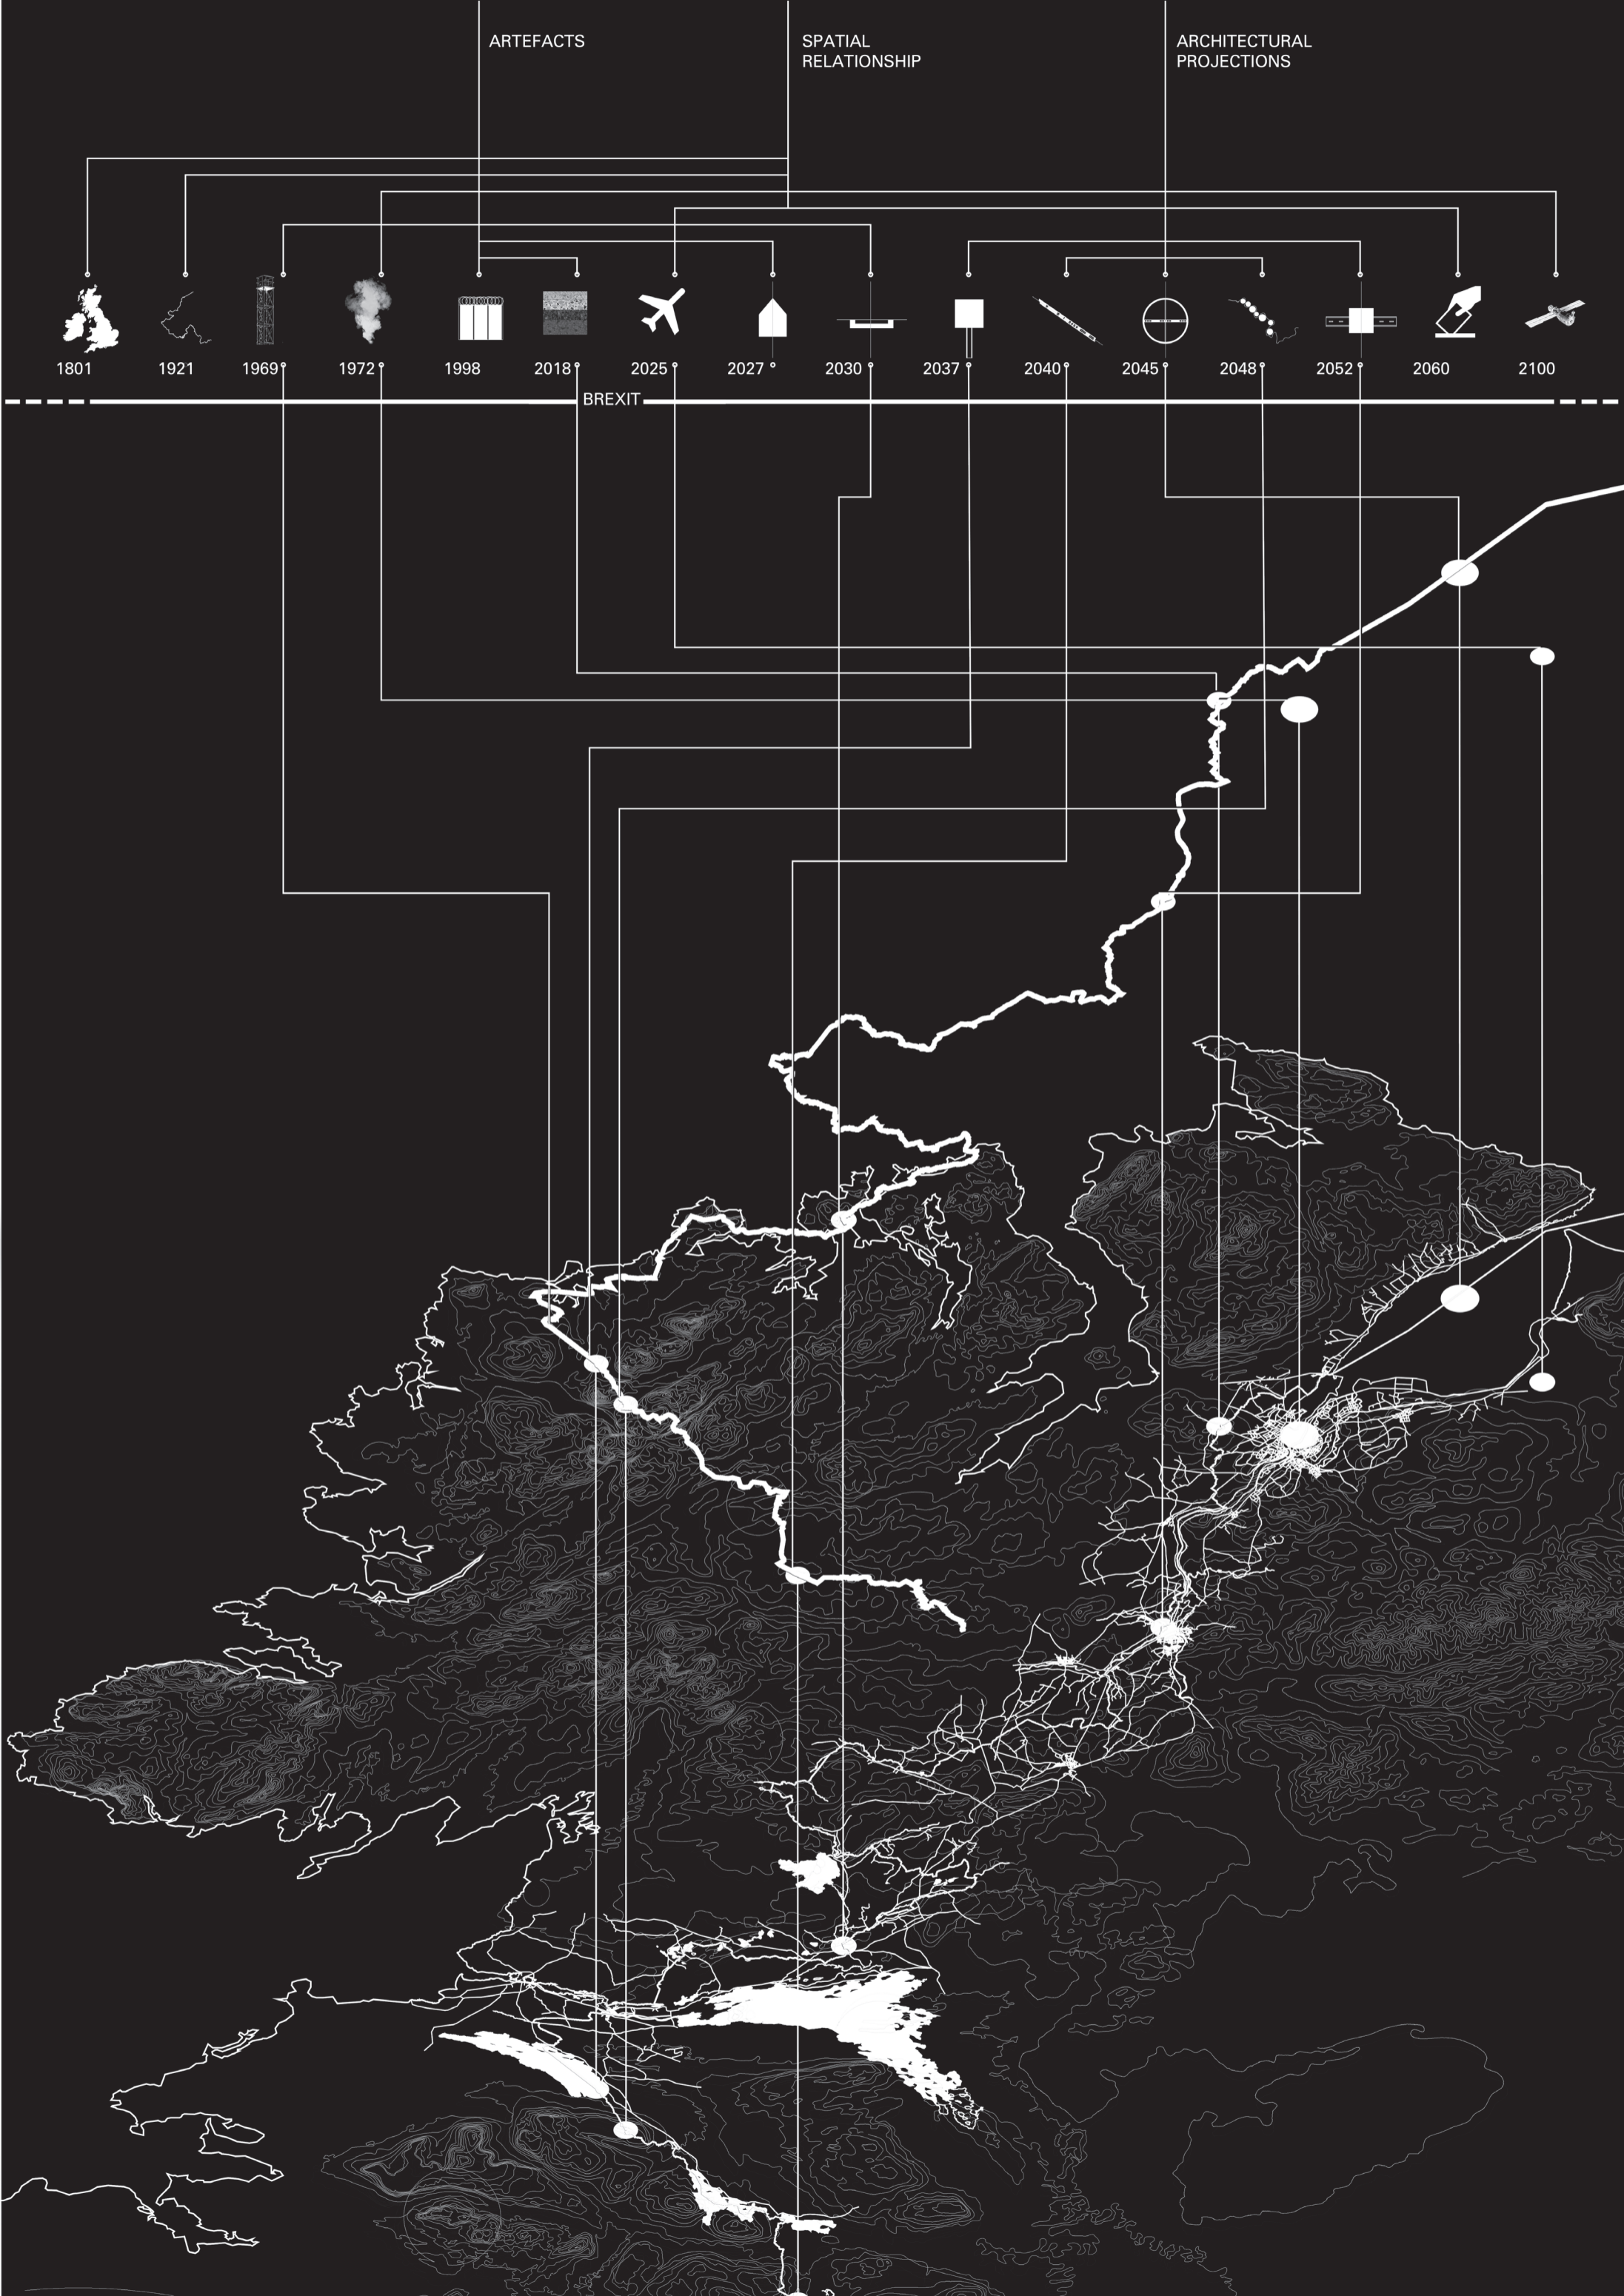 ARTEFACTS
SPATIAL
RELATIONSHIP
ARCHITECTURAL
PROJECTIONS
1801
1921
1969
1972
1998
2018
2025
2027
2030
2037
2040
2045
2048
2052
2060
2100
BREXIT